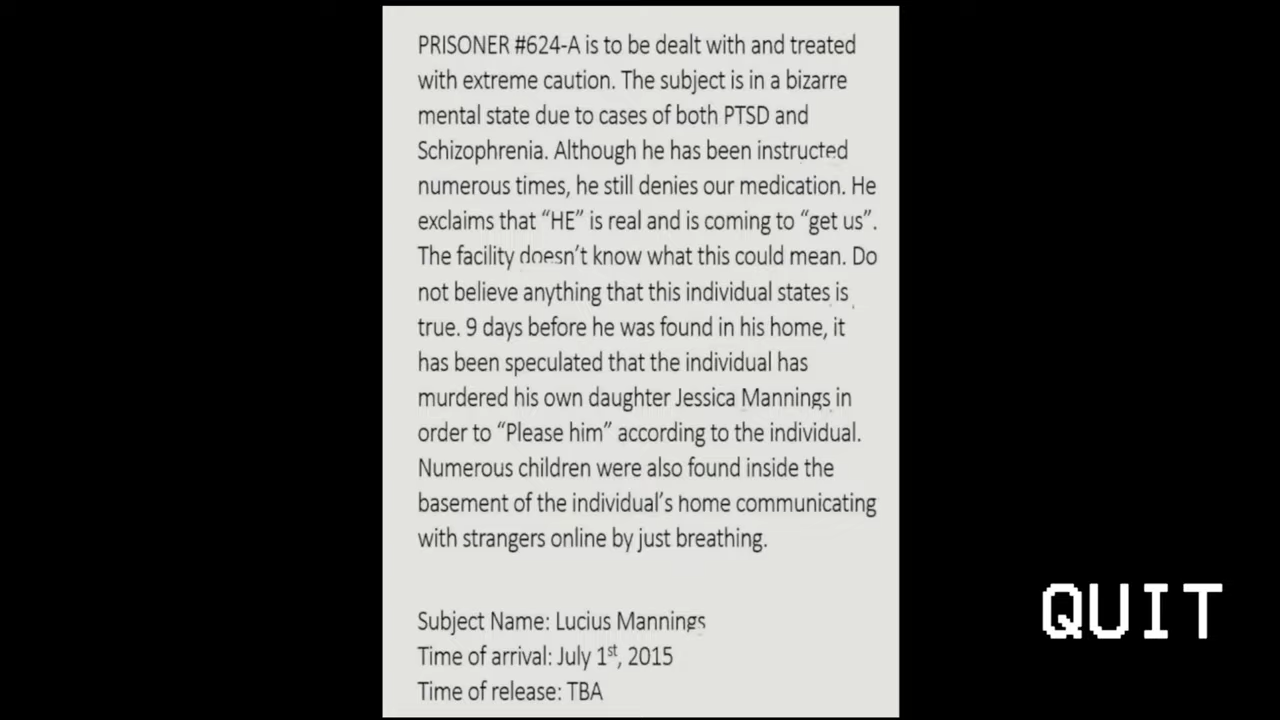 PRISONER #624-A is to be dealt with and treated
with extreme caution. The subject is in a bizarre
mental state due to cases of both PTSD and
Schizophrenia. Although he has been instructed
numerous times, he still denies our medication. He
exclaims that “HE” is real and is coming to “get us”.
The facility doesn’t know what this could mean. Do
not believe anything that this individual states is
true. 9 days before he was found in his home, it
has been speculated that the individual has
murdered his own daughter Jessica Mannings in
order to “Please him” according to the individual.
Numerous children were also found inside the
basement of the individual’s home communicating
with strangers online by just breathing.
Subject Name: Lucius Mannings
Time of arrival: July 1st, 2015
Time of release: TBA
QUIT